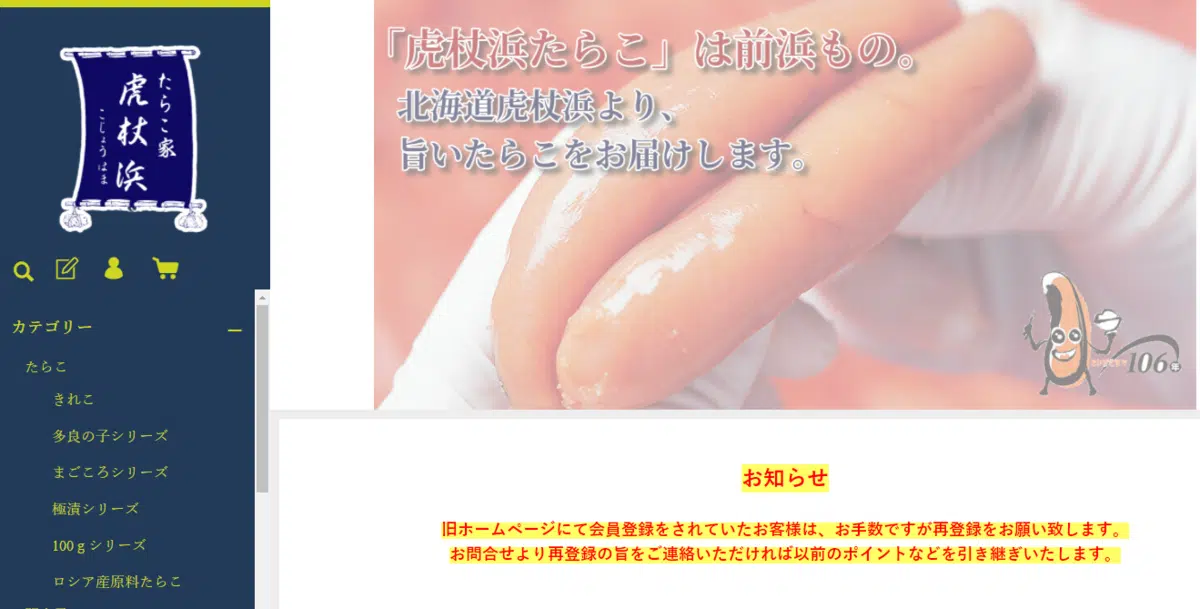 たらこ家
虎杖浜
こじょうはま
カテゴリー
たらこ
きれこ
多良の子シリーズ
まごころシリーズ
極漬シリーズ
100ｇシリーズ
ロシア産原料たらこ
「虎杖浜たらこ」は前浜もの。
北海道虎杖浜より、
旨いたらこをお届けします。
106年
お知らせ
旧ホームページにて会員登録をされていたお客様は、お手数ですが再登録をお願い致します。
お問合せより再登録の旨をご連絡いただければ以前のポイントなどを引き継ぎいたします。